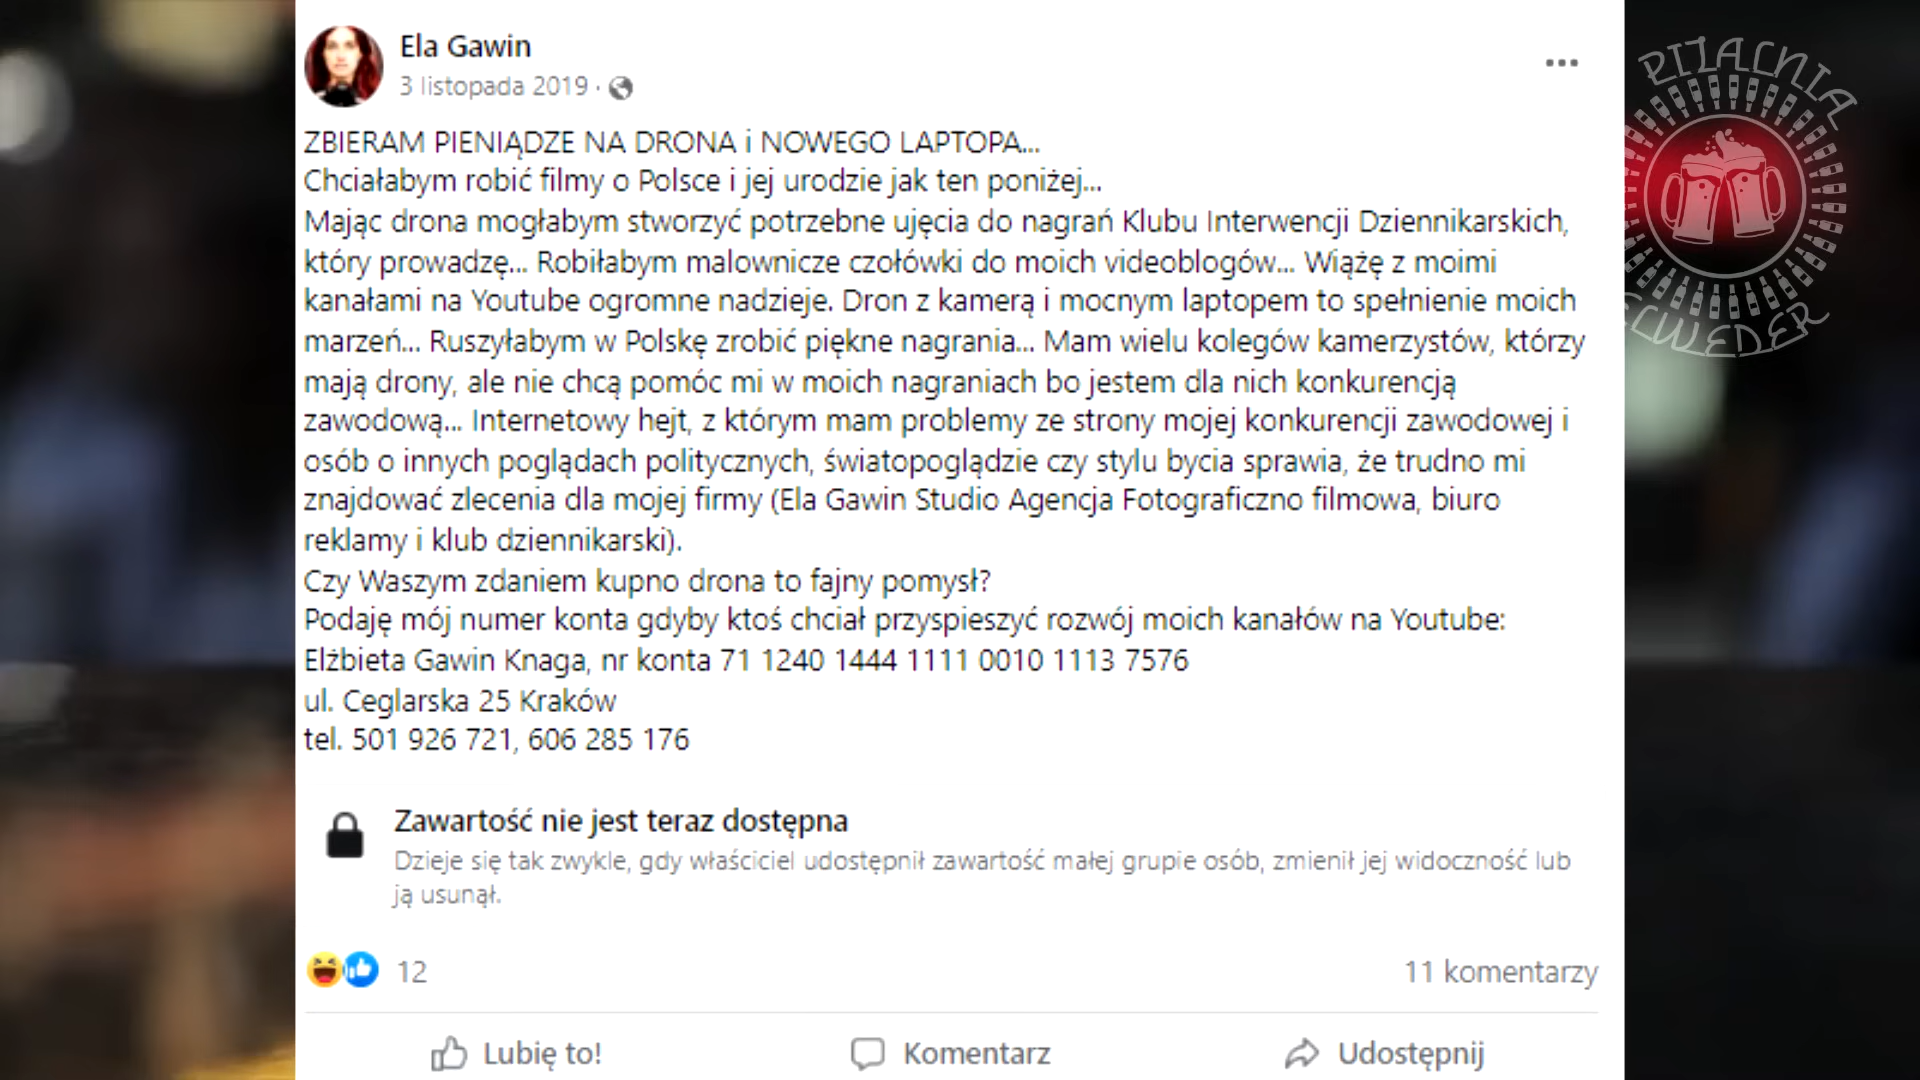 Ela Gawin
3 listopada 2019 ·
ZBIERAM PIENIĄDZE NA DRONA i NOWEGO LAPTOPA...
Chciałabym robić filmy o Polsce i jej urodzie jak ten poniżej...
Mając drona mogłabym stworzyć potrzebne ujęcia do nagrań Klubu Interwencji Dziennikarskich,
który prowadzę... Robiłabym malownicze czołówki do moich videoblogów... Wiążę z moimi
kanałami na Youtube ogromne nadzieje. Dron z kamerą i mocnym laptopem to spełnienie moich
marzeń... Ruszyłabym w Polskę zrobić piękne nagrania... Mam wielu kolegów kamerzystów, którzy
mają drony, ale nie chcą pomóc mi w moich nagraniach bo jestem dla nich konkurencją
zawodową... Internetowy hejt, z którym mam problemy ze strony mojej konkurencji zawodowej i
osób o innych poglądach politycznych, światopoglądzie czy stylu bycia sprawia, że trudno mi
znajdować zlecenia dla mojej firmy (Ela Gawin Studio Agencja Fotograficzno filmowa, biuro
reklamy i klub dziennikarski).
Czy Waszym zdaniem kupno drona to fajny pomysł?
Podaję mój numer konta gdyby ktoś chciał przyspieszyć rozwój moich kanałów na Youtube:
Elżbieta Gawin Knaga, nr konta 71 1240 1444 1111 0010 1113 7576
ul. Ceglarska 25 Kraków
tel. 501 926 721, 606 285 176
Zawartość nie jest teraz dostępna
Dzieje się tak zwykle, gdy właściciel udostępnił zawartość małej grupie osób, zmienił jej widoczność lub
ją usunął.
12
11 komentarzy
Lubię to!
Komentarz
Udostępnij
PIJALNIA